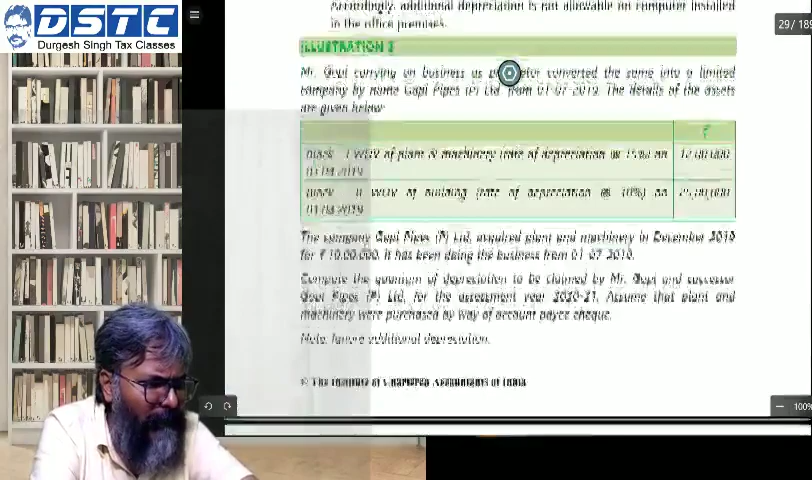 DSTC
Durgesh Singh Tax Classes
29 / 189
Accordingly, additional depreciation is not allowable on computer installed
in the office premises.
ILLUSTRATION 3
Mr. Gopi carrying on business as converted the same into a limited
company by name Gopi Pipes (P) Ltd. from 01-07-2019. The details of the assets
are given below:
₹
Block - I WDV of plant & machinery (rate of depreciation @ 15%) on
01.04.2019
12,00,000
Block - II WDV of building (rate of depreciation @ 10%) on
01.04.2019
25,00,000
The company Gopi Pipes (P) Ltd. acquired plant and machinery in December 2019
for ₹ 10,00,000. It has been doing the business from 01-07-2019.
Compute the quantum of depreciation to be claimed by Mr. Gopi and successor
Gopi Pipes (P) Ltd. for the assessment year 2020-21. Assume that plant and
machinery were purchased by way of account payee cheque.
Note: Ignore additional depreciation.
© The Institute of Chartered Accountants of India
100%